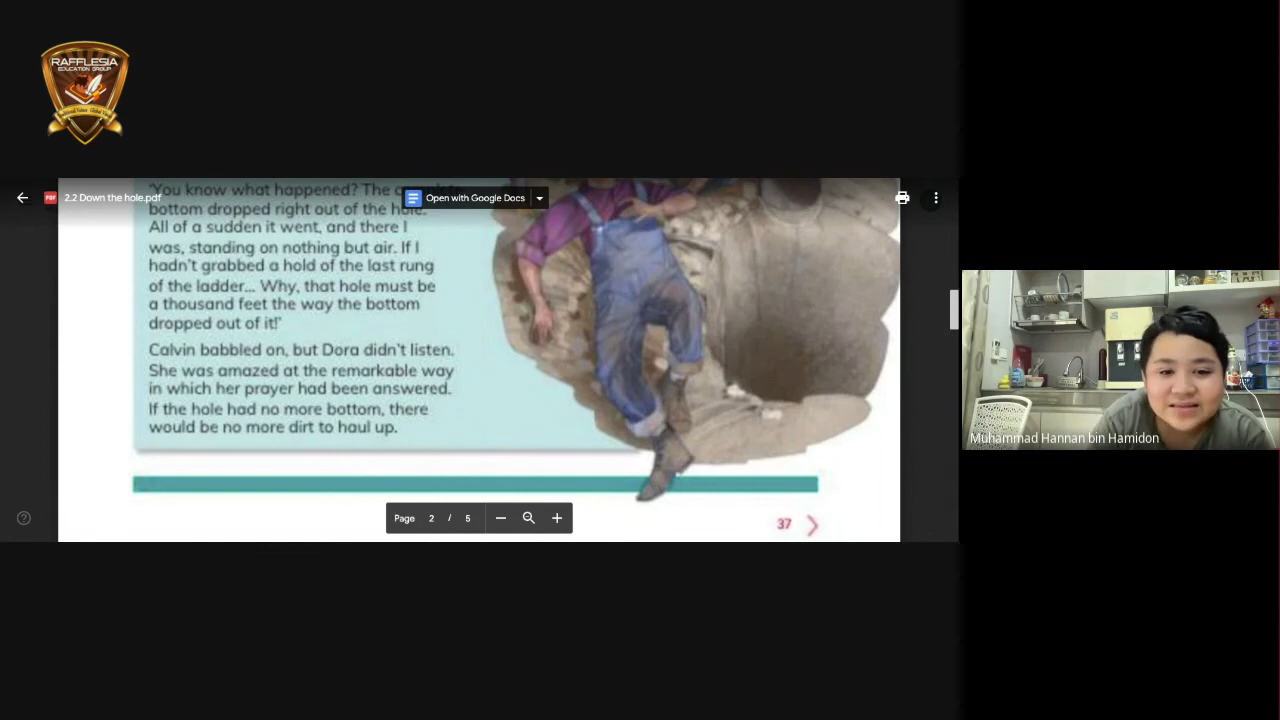 RAFFLESIA
EDUCATION GROUP
2.2 Down the hole.pdf
Open with Google Docs
'You know what happened? The
bottom dropped right out of the hole.
All of a sudden it went, and there I
was, standing on nothing but air. If I
hadn't grabbed a hold of the last rung
of the ladder... Why, that hole must be
a thousand feet the way the bottom
dropped out of it!'
Calvin babbled on, but Dora didn't listen.
She was amazed at the remarkable way
in which her prayer had been answered.
If the hole had no more bottom, there
would be no more dirt to haul up.
Page 2 / 5
37
Muhammad Hannan bin Hamidon